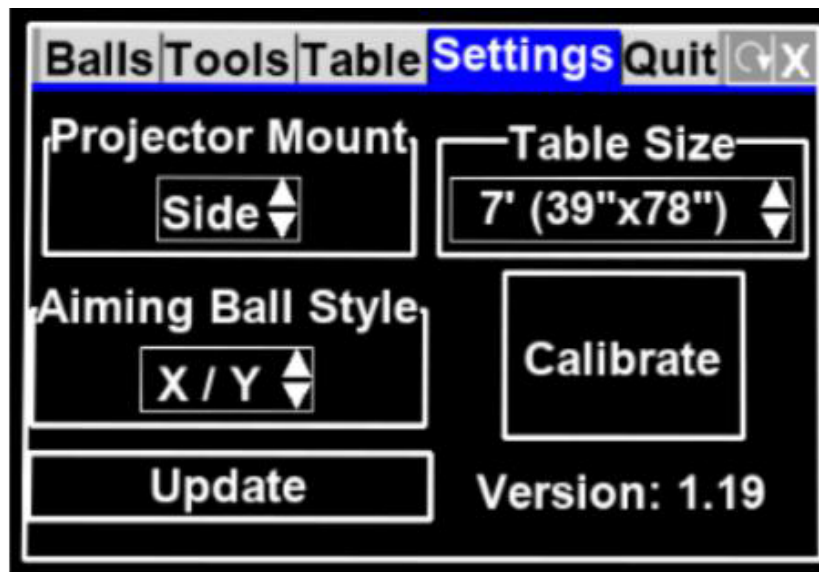 Balls Tools Table Settings Quit X
Projector Mount
Side
Table Size
7' (39"x78")
Aiming Ball Style
X / Y
Calibrate
Update
Version: 1.19